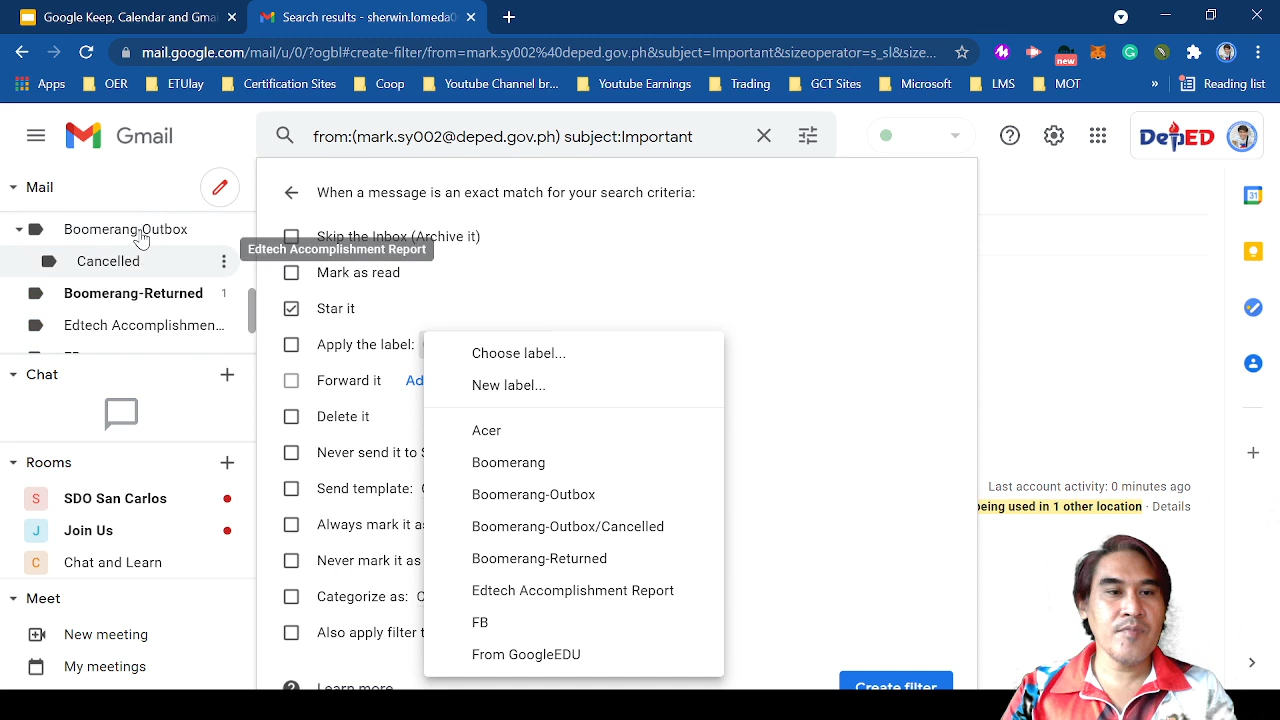 Google Keep, Calendar and Gmai
Search results - sherwin.lomeda0
mail.google.com/mail/u/0/?ogbl#create-filter/from=mark.sy002%40deped.gov.ph&subject=Important&sizeoperator=s_sl&size...
new
Apps
OER
ETUlay
Certification Sites
Coop
Youtube Channel br...
Youtube Earnings
Trading
GCT Sites
Microsoft
LMS
MOT
»
Reading list
Gmail
from:(mark.sy002@deped.gov.ph) subject:Important
DepED
Mail
Boomerang-Outbox
Cancelled
Boomerang-Returned 1
Edtech Accomplishmen...
Edtech Accomplishment Report
Chat
Rooms
S SDO San Carlos
J Join Us
C Chat and Learn
Meet
New meeting
My meetings
When a message is an exact match for your search criteria:
Skip the Inbox (Archive it)
Mark as read
Star it
Apply the label:
Forward it Ad
Delete it
Never send it to S
Send template:
Always mark it as
Never mark it as
Categorize as:
Also apply filter t
Learn more
Create filter
Choose label...
New label...
Acer
Boomerang
Boomerang-Outbox
Boomerang-Outbox/Cancelled
Boomerang-Returned
Edtech Accomplishment Report
FB
From GoogleEDU
Last account activity: 0 minutes ago
being used in 1 other location · Details
31